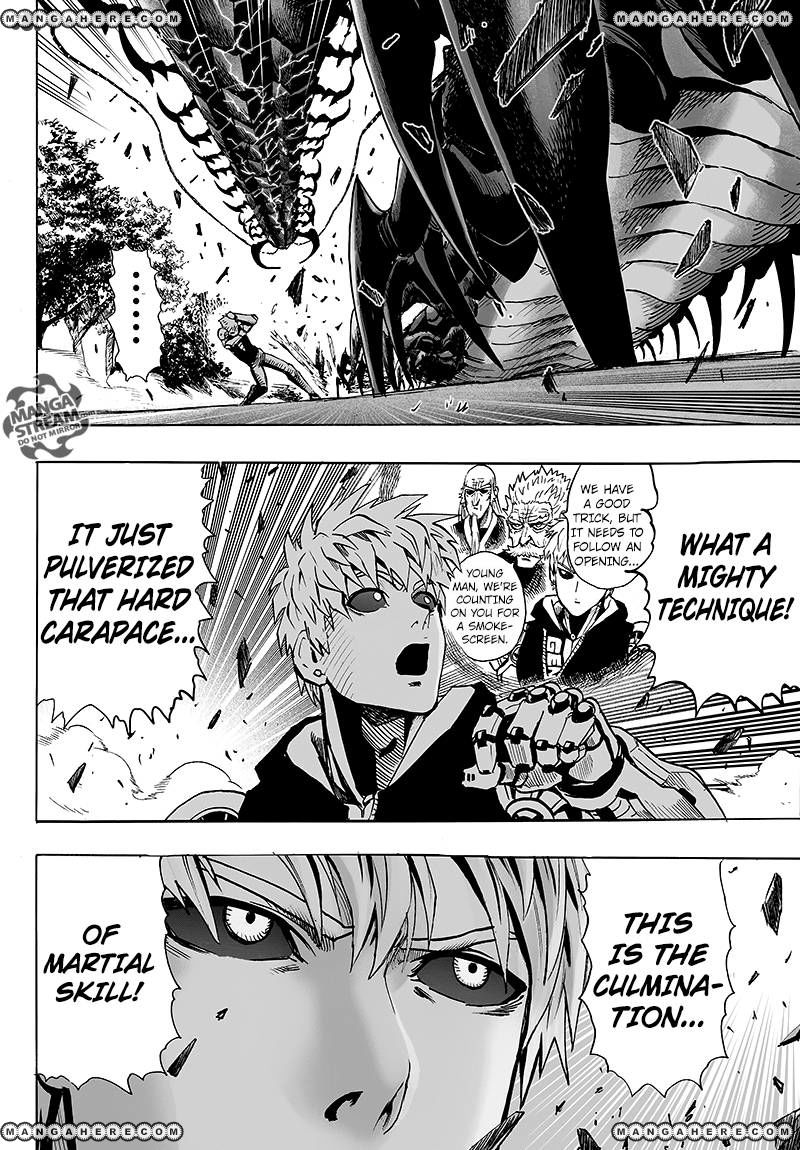 MANGAHERE.COM
MANGAHERE.COM
......
MANGA
STREAM.com
DO NOT MIRROR
WHAT A
MIGHTY
TECHNIQUE!
WE HAVE
A GOOD
TRICK, BUT
IT NEEDS TO
FOLLOW AN
OPENING...
YOUNG
MAN, WE'RE
COUNTING
ON YOU FOR
A SMOKE-
SCREEN.
GEN
IT JUST
PULVERIZED
THAT HARD
CARAPACE...
THIS
IS THE
CULMINA-
TION...
OF
MARTIAL
SKILL!
MANGAHERE.COM
MANGAHERE.COM